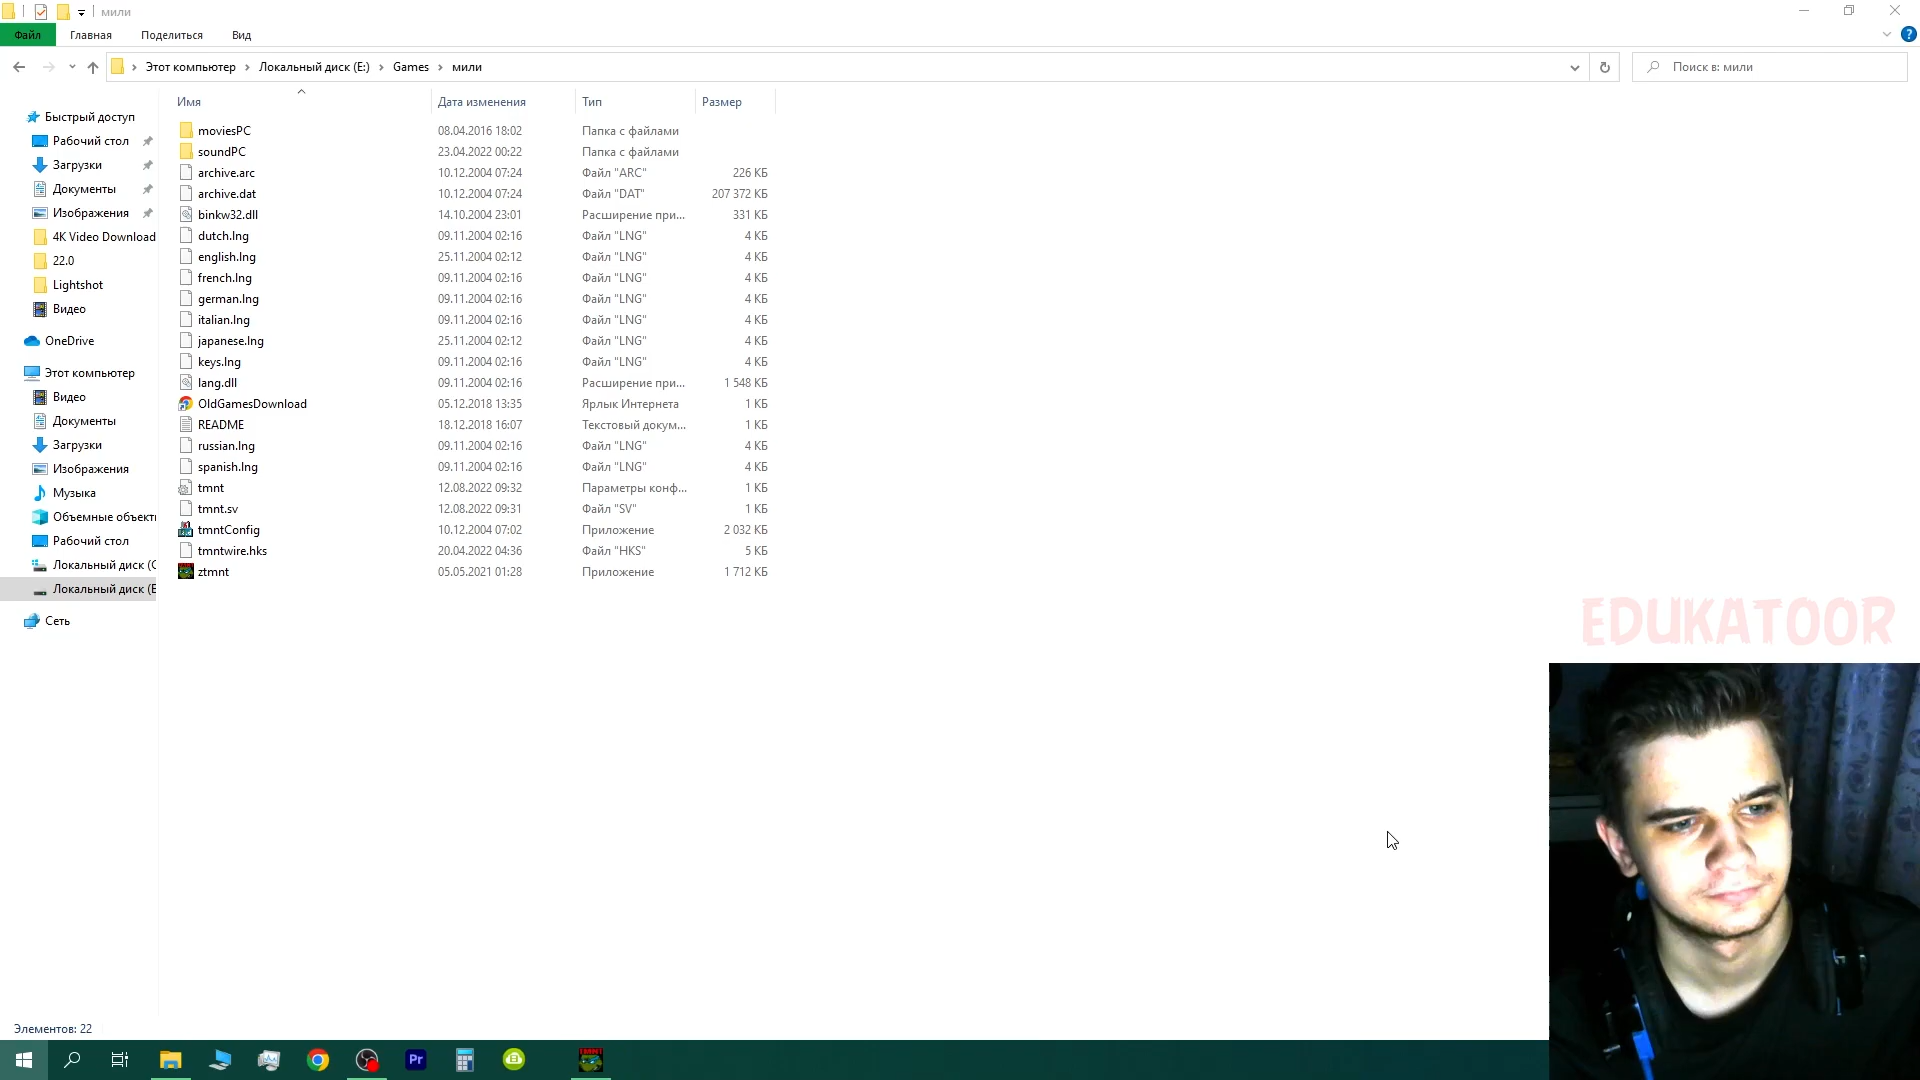 мили
Файл
Главная
Поделиться
Вид
?
Этот компьютер > Локальный диск (E:) > Games > мили
Поиск в: мили
Имя Дата изменения Тип Размер
moviesPC 08.04.2016 18:02 Папка с файлами
soundPC 23.04.2022 00:22 Папка с файлами
archive.arc 10.12.2004 07:24 Файл "ARC" 226 КБ
archive.dat 10.12.2004 07:24 Файл "DAT" 207 372 КБ
binkw32.dll 14.10.2004 23:01 Расширение при... 331 КБ
dutch.lng 09.11.2004 02:16 Файл "LNG" 4 КБ
english.lng 25.11.2004 02:12 Файл "LNG" 4 КБ
french.lng 09.11.2004 02:16 Файл "LNG" 4 КБ
german.lng 09.11.2004 02:16 Файл "LNG" 4 КБ
italian.lng 09.11.2004 02:16 Файл "LNG" 4 КБ
japanese.lng 25.11.2004 02:12 Файл "LNG" 4 КБ
keys.lng 09.11.2004 02:16 Файл "LNG" 4 КБ
lang.dll 09.11.2004 02:16 Расширение при... 1 548 КБ
OldGamesDownload 05.12.2018 13:35 Ярлык Интернета 1 КБ
README 18.12.2018 16:07 Текстовый докум... 1 КБ
russian.lng 09.11.2004 02:16 Файл "LNG" 4 КБ
spanish.lng 09.11.2004 02:16 Файл "LNG" 4 КБ
tmnt 12.08.2022 09:32 Параметры конф... 1 КБ
tmnt.sv 12.08.2022 09:31 Файл "SV" 1 КБ
tmntConfig 10.12.2004 07:02 Приложение 2 032 КБ
tmntwire.hks 20.04.2022 04:36 Файл "HKS" 5 КБ
ztmnt 05.05.2021 01:28 Приложение 1 712 КБ
Быстрый доступ
Рабочий стол
Загрузки
Документы
Изображения
4K Video Download
22.0
Lightshot
Видео
OneDrive
Этот компьютер
Видео
Документы
Загрузки
Изображения
Музыка
Объемные объект
Рабочий стол
Локальный диск (C
Локальный диск (E
Сеть
EDUKATOOR
Элементов: 22
Pr